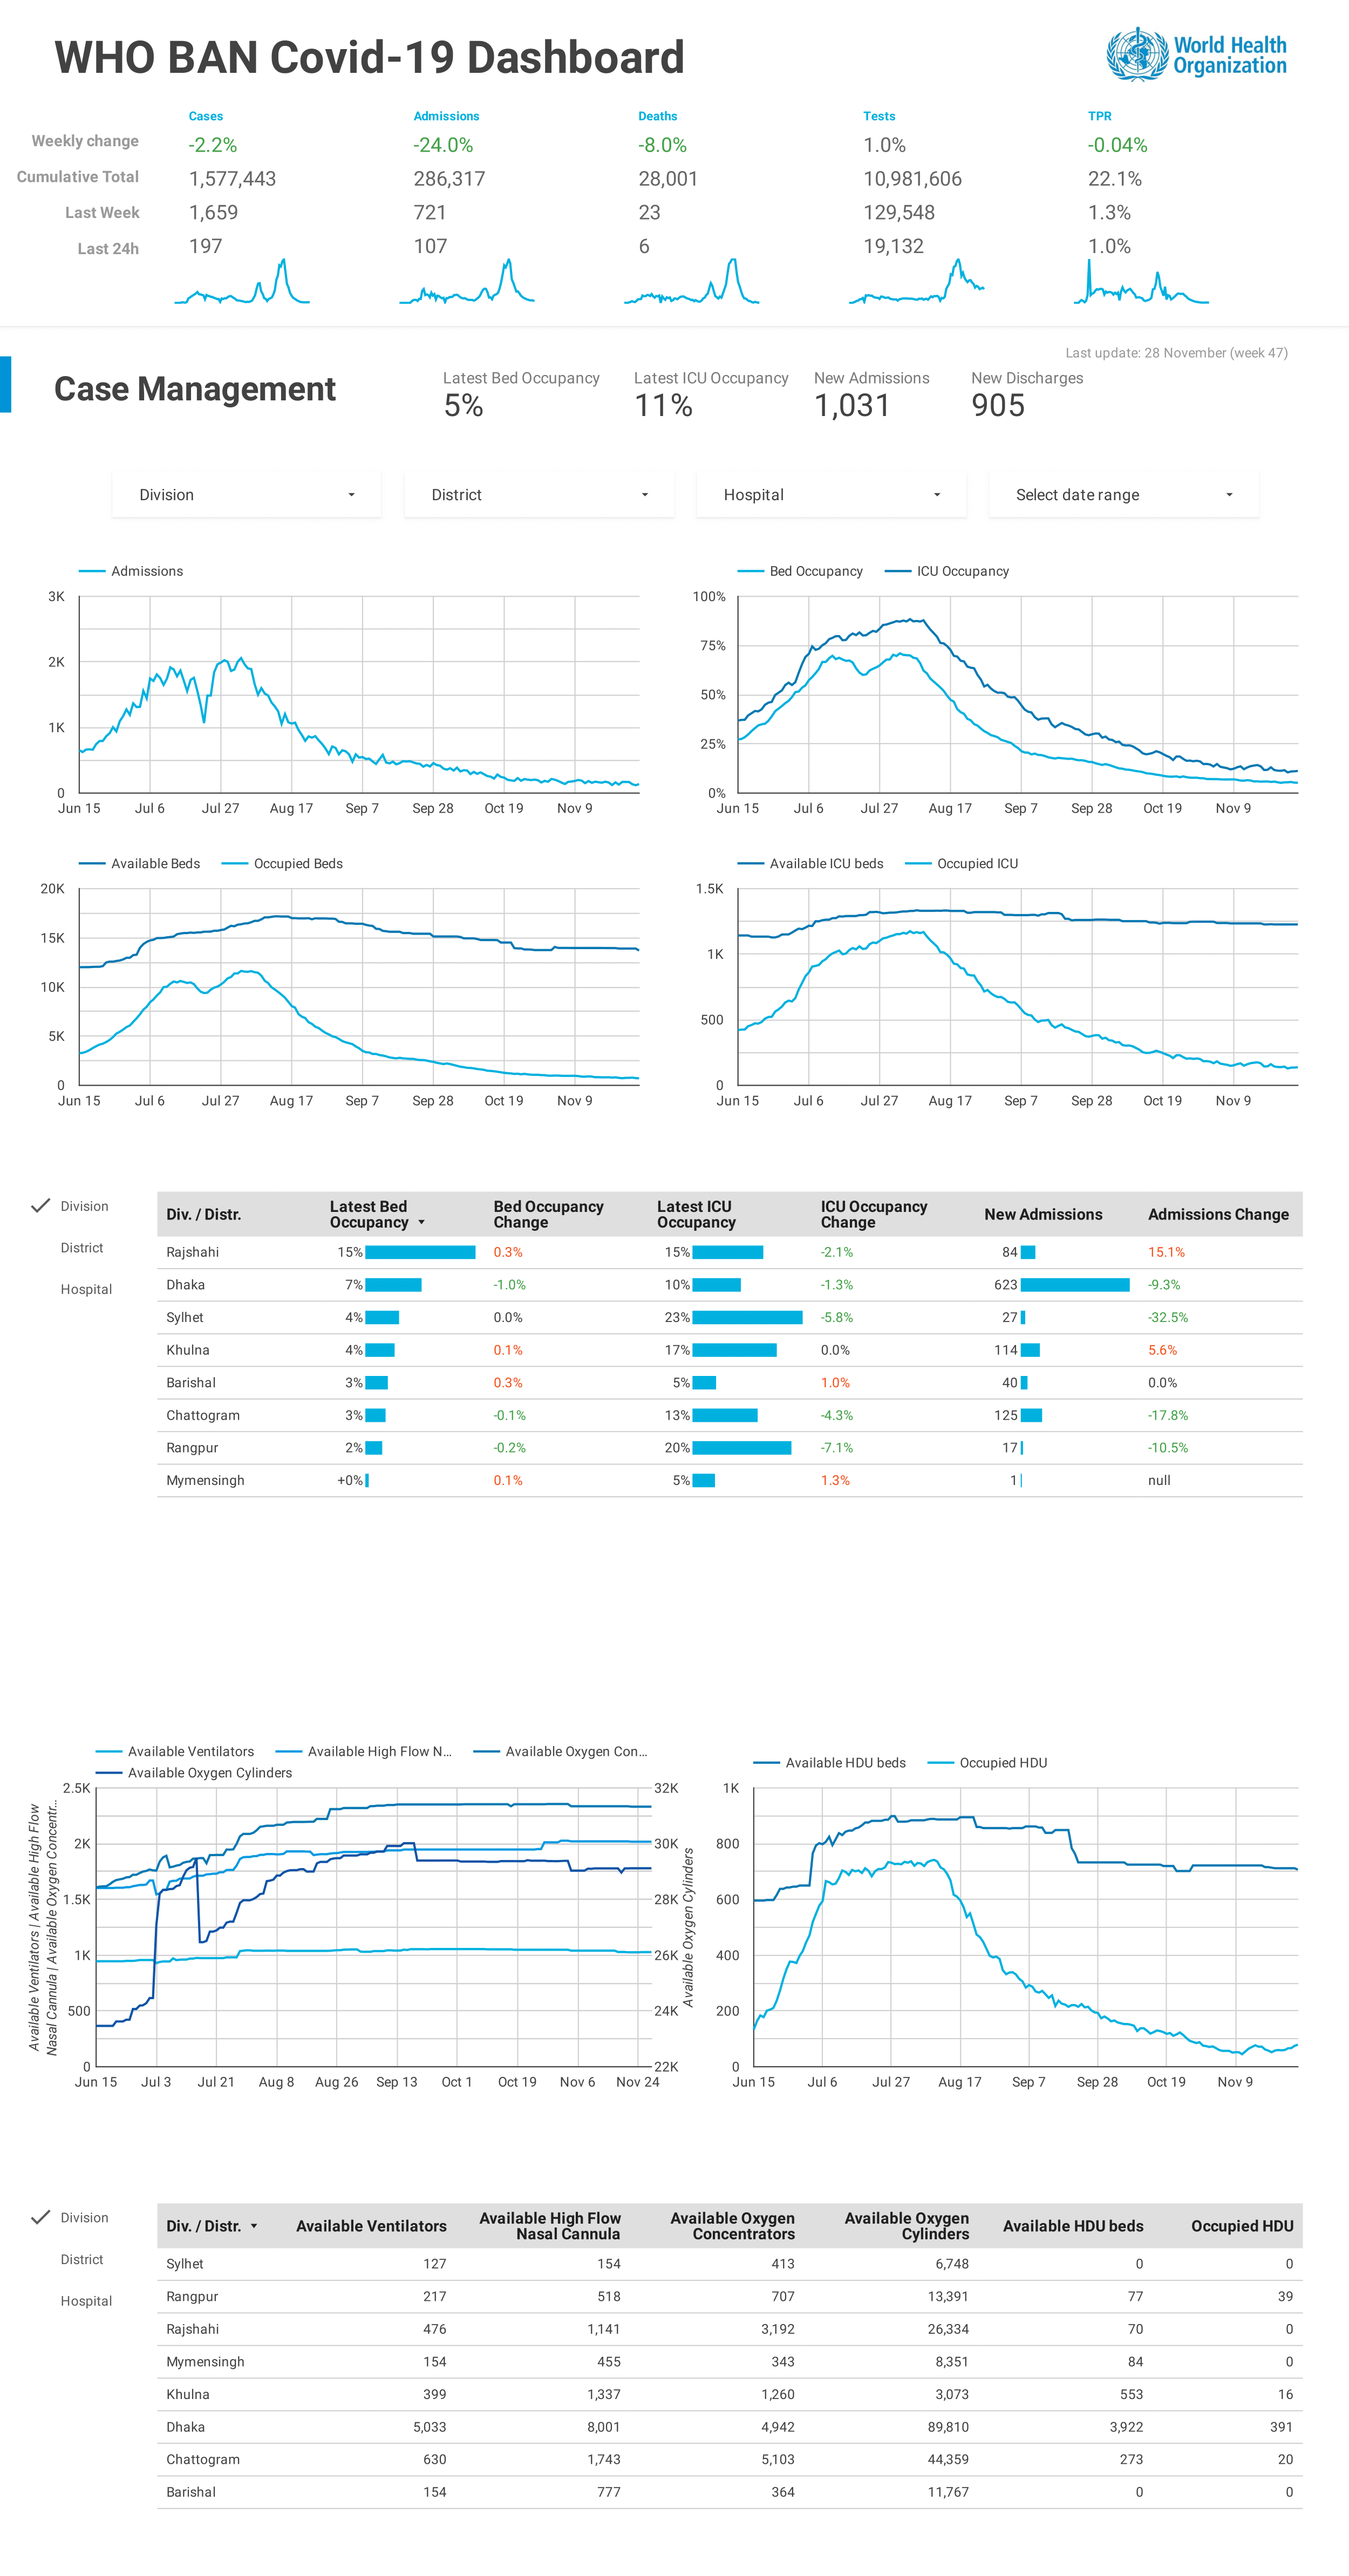 WHO BAN Covid-19 Dashboard
World Health
Organization
Cases Admissions Deaths Tests TPR
Weekly change -2.2% -24.0% -8.0% 1.0% -0.04%
Cumulative Total 1,577,443 286,317 28,001 10,981,606 22.1%
Last Week 1,659 721 23 129,548 1.3%
Last 24h 197 107 6 19,132 1.0%
Last update: 28 November (week 47)
Case Management
Latest Bed Occupancy Latest ICU Occupancy New Admissions New Discharges
5% 11% 1,031 905
Division District Hospital Select date range
Admissions
3K
2K
1K
0
Jun 15 Jul 6 Jul 27 Aug 17 Sep 7 Sep 28 Oct 19 Nov 9
Bed Occupancy ICU Occupancy
100%
75%
50%
25%
0%
Jun 15 Jul 6 Jul 27 Aug 17 Sep 7 Sep 28 Oct 19 Nov 9
Available Beds Occupied Beds
20K
15K
10K
5K
0
Jun 15 Jul 6 Jul 27 Aug 17 Sep 7 Sep 28 Oct 19 Nov 9
Available ICU beds Occupied ICU
1.5K
1K
500
0
Jun 15 Jul 6 Jul 27 Aug 17 Sep 7 Sep 28 Oct 19 Nov 9
Division
District
Hospital
Div. / Distr. Latest Bed Occupancy Bed Occupancy Change Latest ICU Occupancy ICU Occupancy Change New Admissions Admissions Change
Rajshahi 15% 0.3% 15% -2.1% 84 15.1%
Dhaka 7% -1.0% 10% -1.3% 623 -9.3%
Sylhet 4% 0.0% 23% -5.8% 27 -32.5%
Khulna 4% 0.1% 17% 0.0% 114 5.6%
Barishal 3% 0.3% 5% 1.0% 40 0.0%
Chattogram 3% -0.1% 13% -4.3% 125 -17.8%
Rangpur 2% -0.2% 20% -7.1% 17 -10.5%
Mymensingh +0% 0.1% 5% 1.3% 1 null
Available Ventilators Available High Flow N... Available Oxygen Con...
Available Oxygen Cylinders
Available Ventilators | Available High Flow
Nasal Cannula | Available Oxygen Concentr...
2.5K
2K
1.5K
1K
500
0
32K
30K
28K
26K
24K
22K
Available Oxygen Cylinders
Jun 15 Jul 3 Jul 21 Aug 8 Aug 26 Sep 13 Oct 1 Oct 19 Nov 6 Nov 24
Available HDU beds Occupied HDU
1K
800
600
400
200
0
Jun 15 Jul 6 Jul 27 Aug 17 Sep 7 Sep 28 Oct 19 Nov 9
Division
District
Hospital
Div. / Distr. Available Ventilators Available High Flow Nasal Cannula Available Oxygen Concentrators Available Oxygen Cylinders Available HDU beds Occupied HDU
Sylhet 127 154 413 6,748 0 0
Rangpur 217 518 707 13,391 77 39
Rajshahi 476 1,141 3,192 26,334 70 0
Mymensingh 154 455 343 8,351 84 0
Khulna 399 1,337 1,260 3,073 553 16
Dhaka 5,033 8,001 4,942 89,810 3,922 391
Chattogram 630 1,743 5,103 44,359 273 20
Barishal 154 777 364 11,767 0 0